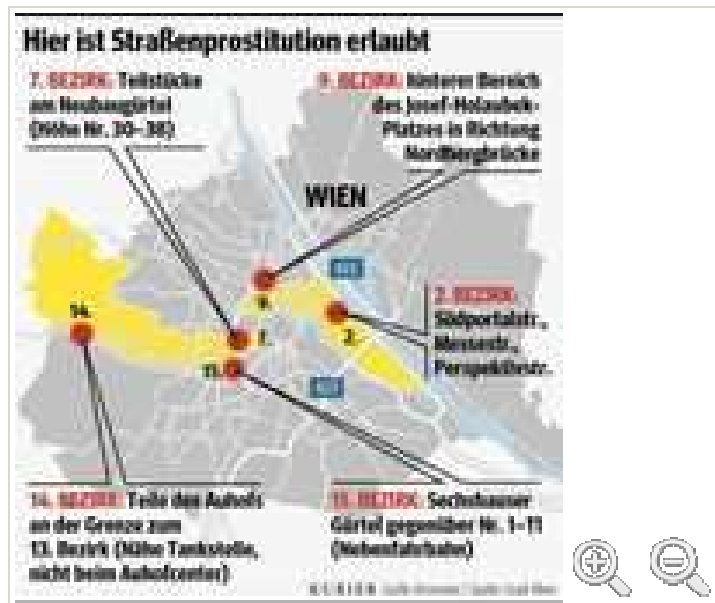 Hier ist Straßenprostitution erlaubt
7. BEZIRK: Teilstücke
am Neubaugürtel
(Höhe Nr. 30–38)
9. BEZIRK: hinterer Bereich
des Josef-Holaubek-
Platzes in Richtung
Nordbergbrücke
WIEN
9.
2. BEZIRK:
Südportalstr.,
Messestr.,
Perspektivstr.
14.
7.
2.
15.
14. BEZIRK: Teile des Auhofs
an der Grenze zum
13. Bezirk (Nähe Tankstelle,
nicht beim Auhofcenter)
15. BEZIRK: Sechshauser
Gürtel gegenüber Nr. 1–11
(Nebenfahrbahn)
KURIER